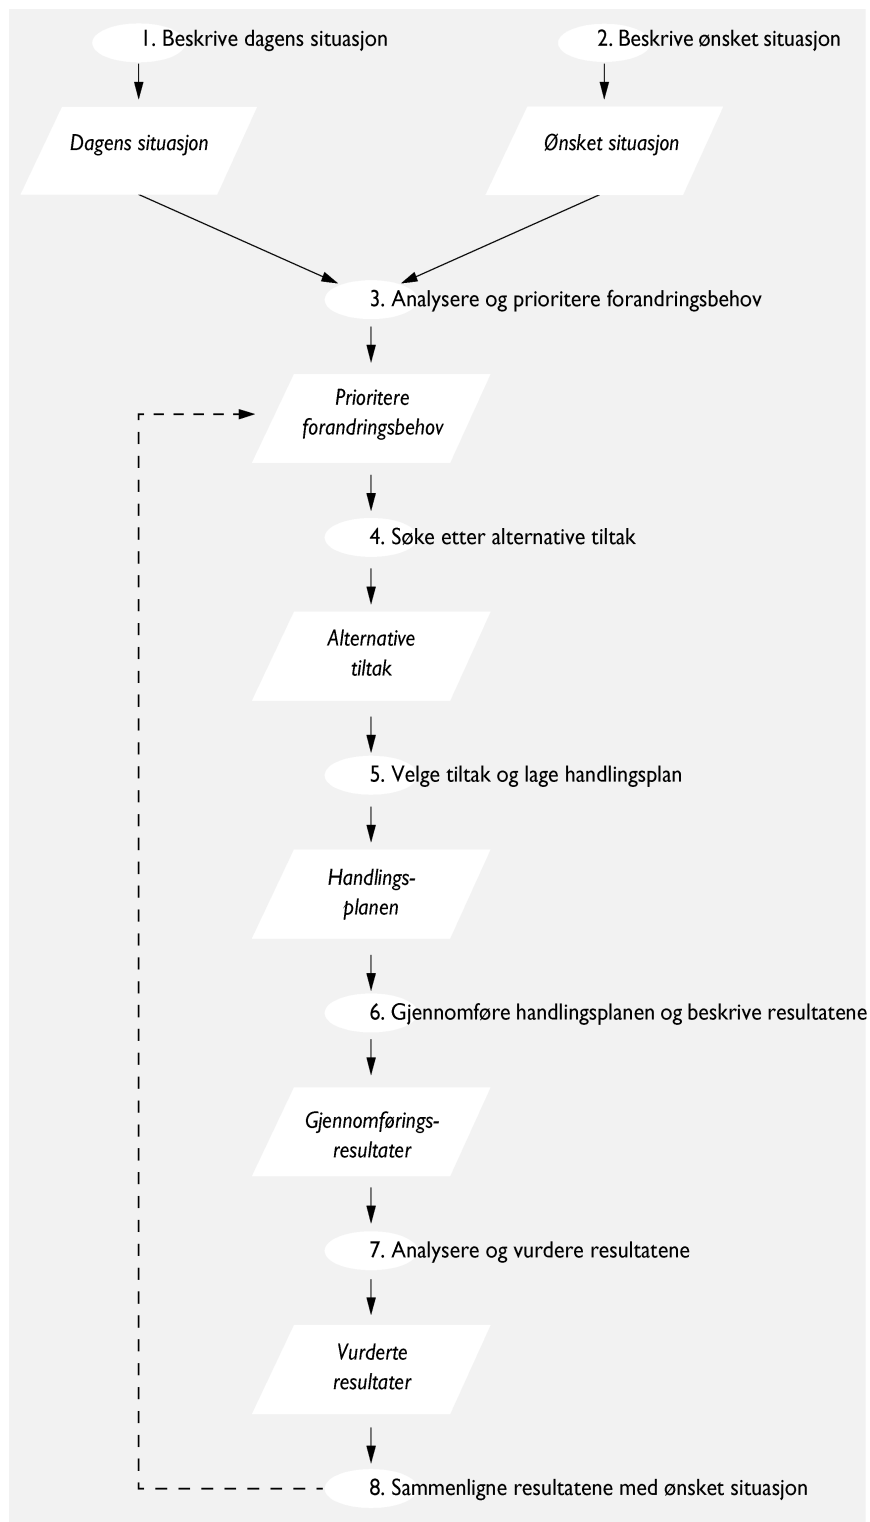 1. Beskrive dagens situasjon
2. Beskrive ønsket situasjon
Dagens situasjon
Ønsket situasjon
3. Analysere og prioritere forandringsbehov
Prioritere
forandringsbehov
4. Søke etter alternative tiltak
Alternative
tiltak
5. Velge tiltak og lage handlingsplan
Handlings-
planen
6. Gjennomføre handlingsplanen og beskrive resultatene
Gjennomførings-
resultater
7. Analysere og vurdere resultatene
Vurderte
resultater
8. Sammenligne resultatene med ønsket situasjon